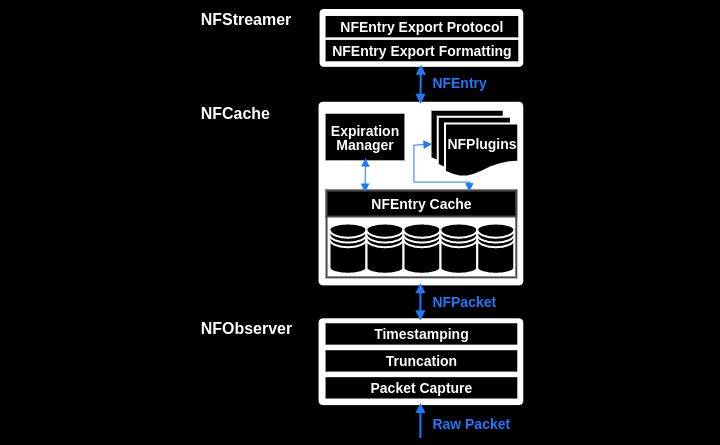 NFStreamer
NFEntry Export Protocol
NFEntry Export Formatting
NFEntry
NFCache
Expiration
Manager
NFPlugins
NFEntry Cache
NFPacket
NFObserver
Timestamping
Truncation
Packet Capture
Raw Packet